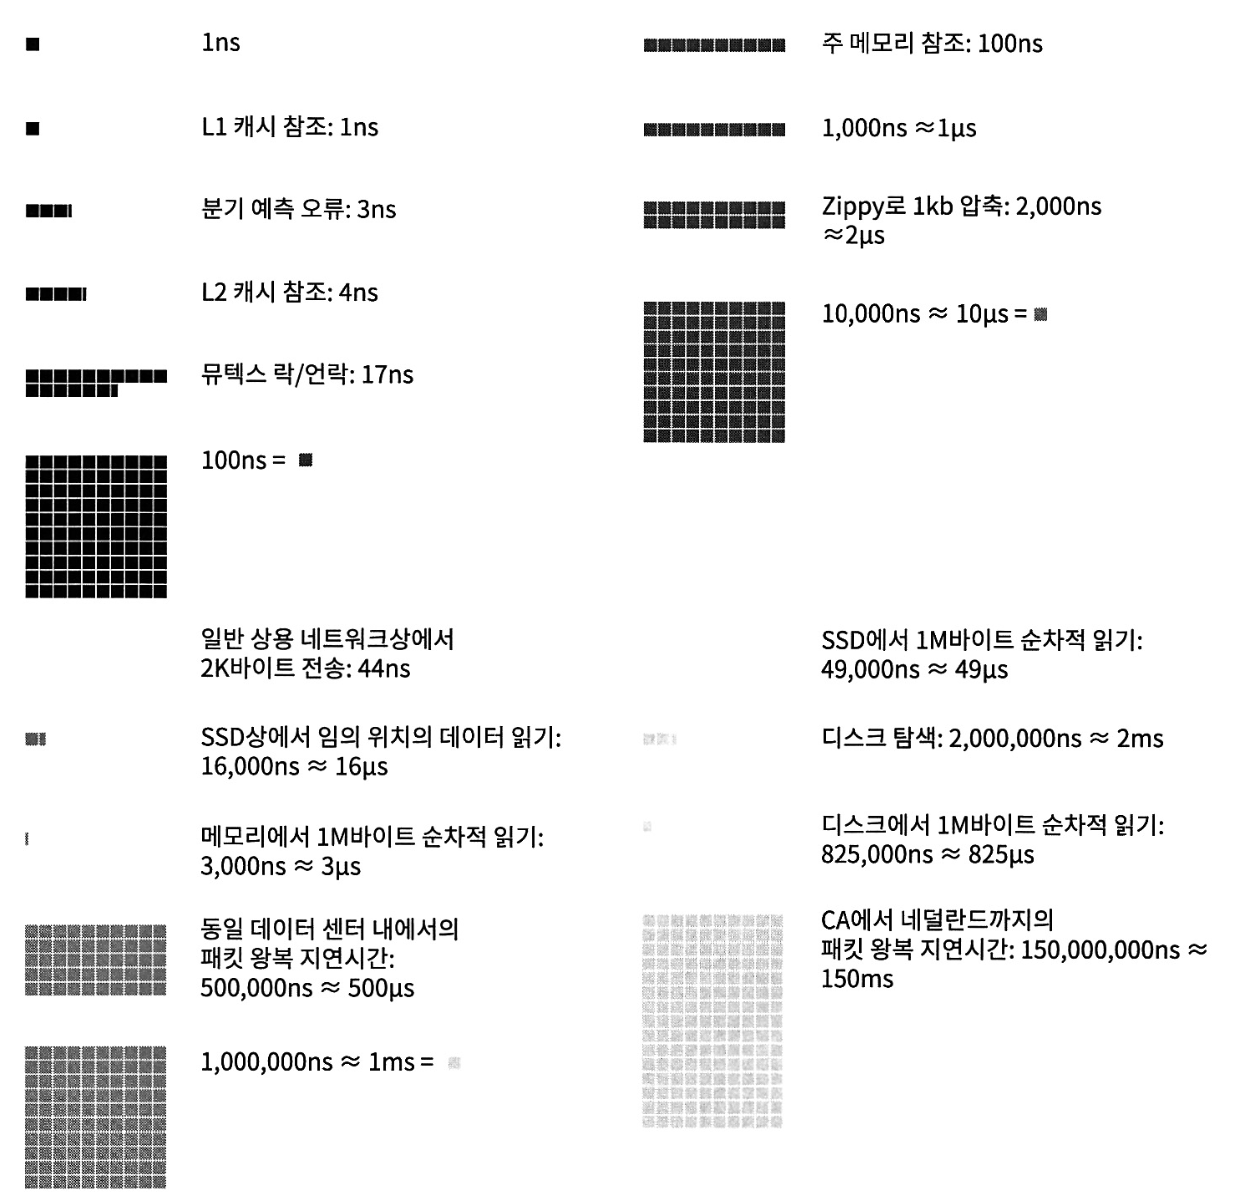 1ns
L1 캐시 참조: 1ns
분기 예측 오류: 3ns
L2 캐시 참조: 4ns
뮤텍스 락/언락: 17ns
100ns =
주 메모리 참조: 100ns
1,000ns ≈1µs
Zippy로 1kb 압축: 2,000ns
≈2µs
10,000ns ≈ 10µs =
일반 상용 네트워크상에서
2K바이트 전송: 44ns
SSD상에서 임의 위치의 데이터 읽기:
16,000ns ≈ 16µs
메모리에서 1M바이트 순차적 읽기:
3,000ns ≈ 3µs
동일 데이터 센터 내에서의
패킷 왕복 지연시간:
500,000ns ≈ 500µs
1,000,000ns ≈ 1ms =
SSD에서 1M바이트 순차적 읽기:
49,000ns ≈ 49µs
디스크 탐색: 2,000,000ns ≈ 2ms
디스크에서 1M바이트 순차적 읽기:
825,000ns ≈ 825µs
CA에서 네덜란드까지의
패킷 왕복 지연시간: 150,000,000ns ≈
150ms